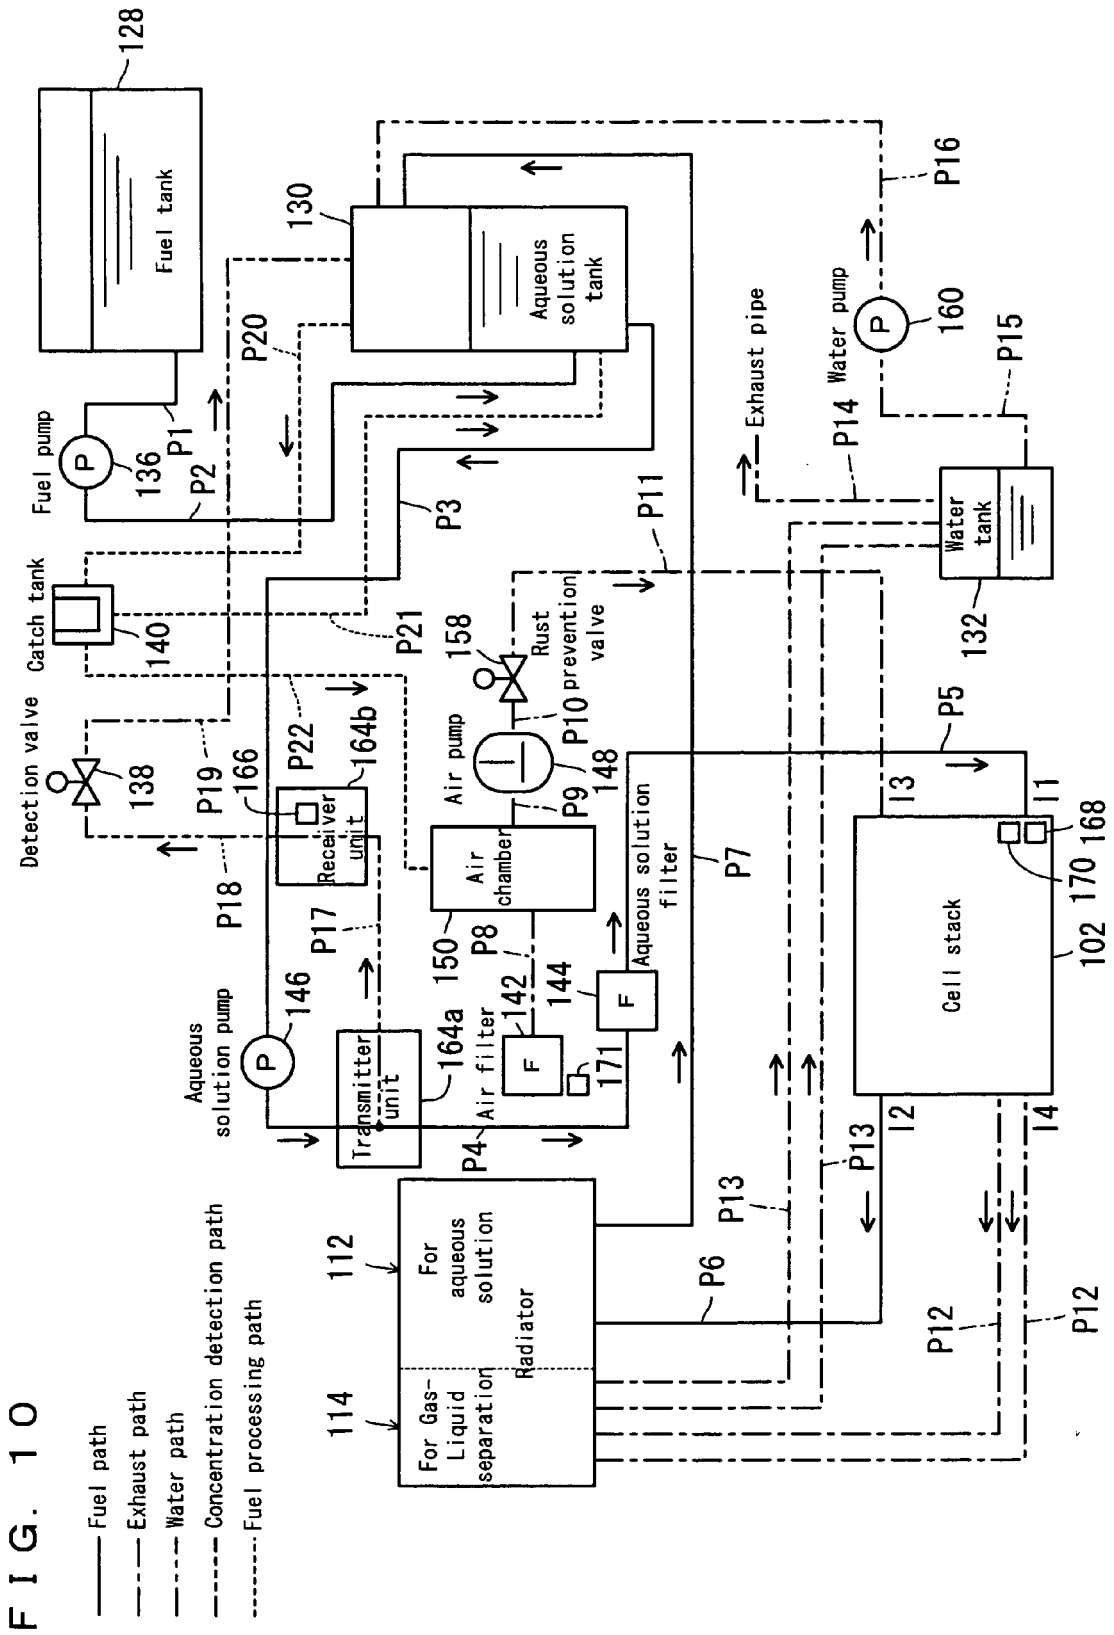 FIG. 10
Fuel path
Exhaust path
Water path
Concentration detection path
Fuel processing path
Detection valve
138
Catch tank
140
Fuel pump
P
136
P1
P2
Fuel tank
128
P18
P19
166
Receiver
unit
164b
P22
P21
P20
P3
130
Aqueous
solution
tank
Aqueous
solution pump
P
146
P17
Transmitter
unit
164a
P4
Air filter
F
142
171
P8
150
Air
chamber
P9
Air pump
148
P10
158
Rust
prevention
valve
P11
144
F
Aqueous solution
filter
P7
114
For Gas-
Liquid
separation
112
For
aqueous
solution
Radiator
P6
P13
P13
P12
P12
I2
I4
Cell stack
102
170
168
I3
I1
P5
132
Water
tank
P14
Exhaust pipe
P15
Water pump
P
160
P16